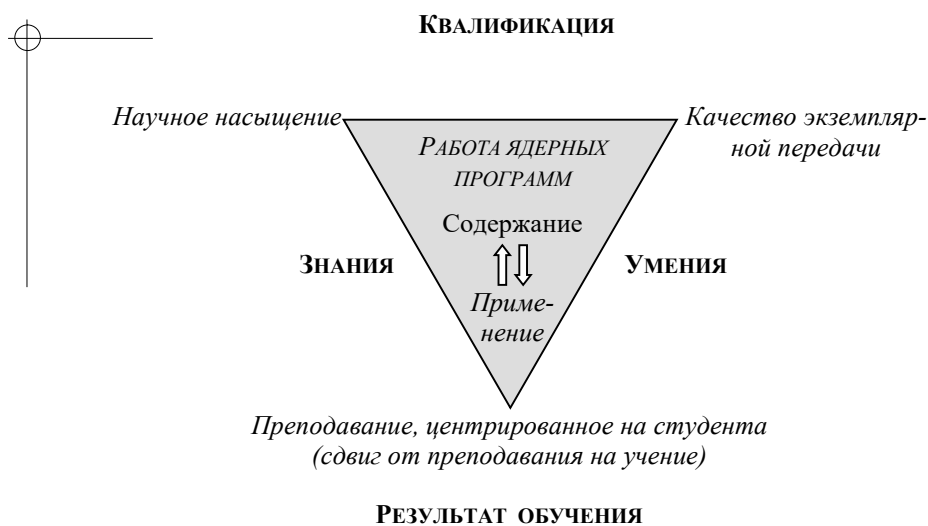 КВАЛИФИКАЦИЯ
Научное насыщение
Качество экземпляр-
ной передачи
РАБОТА ЯДЕРНЫХ
ПРОГРАММ
Содержание
ЗНАНИЯ
УМЕНИЯ
Приме-
нение
Преподавание, центрированное на студента
(сдвиг от преподавания на учение)
РЕЗУЛЬТАТ ОБУЧЕНИЯ